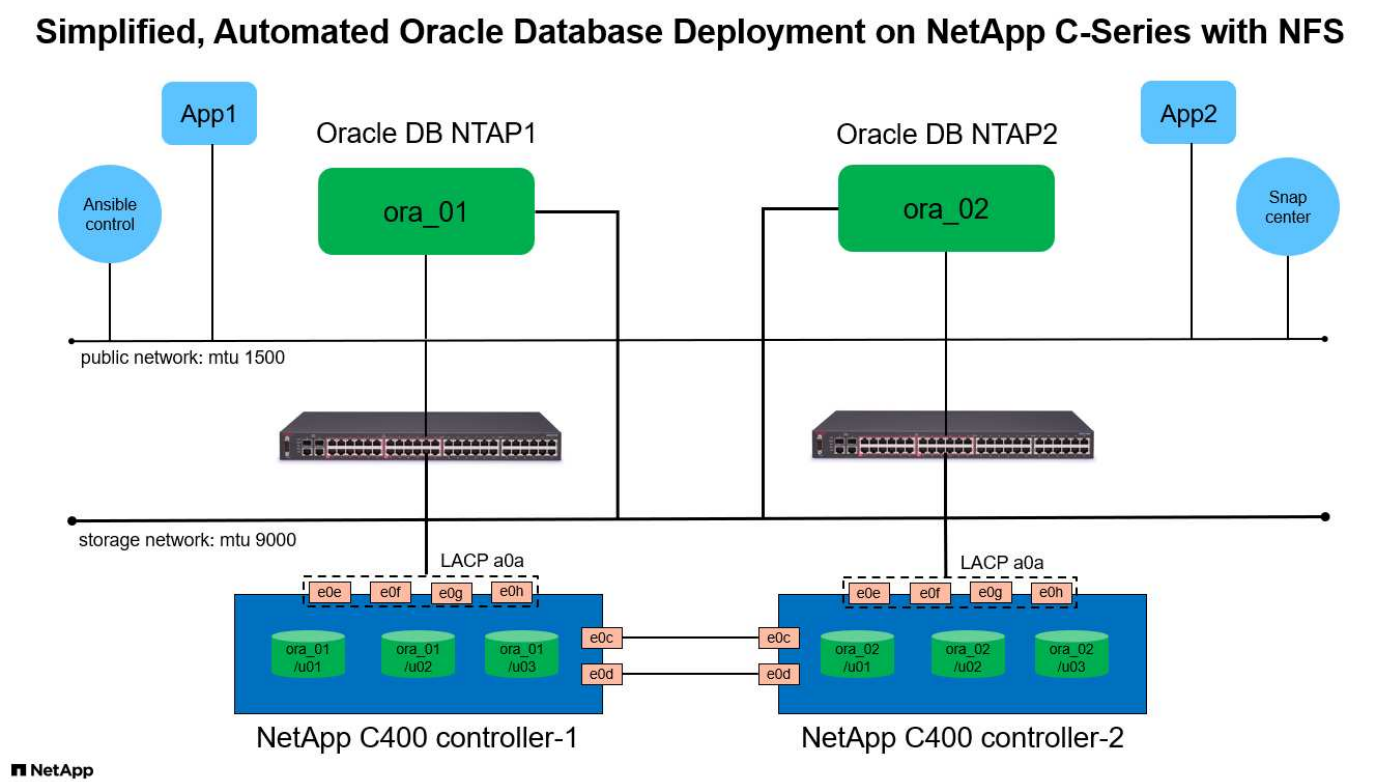 Simplified, Automated Oracle Database Deployment on NetApp C-Series with NFS
App1
Oracle DB NTAP1
Oracle DB NTAP2
App2
Ansible
control
ora_01
ora_02
Snap
center
public network: mtu 1500
storage network: mtu 9000
LACP a0a
LACP a0a
e0e
e0f
e0g
e0h
e0e
e0f
e0g
e0h
ora_01
/u01
ora_01
/u02
ora_01
/u03
e0c
e0d
e0c
e0d
ora_02
/u01
ora_02
/u02
ora_02
/u03
NetApp C400 controller-1
NetApp C400 controller-2
NetApp